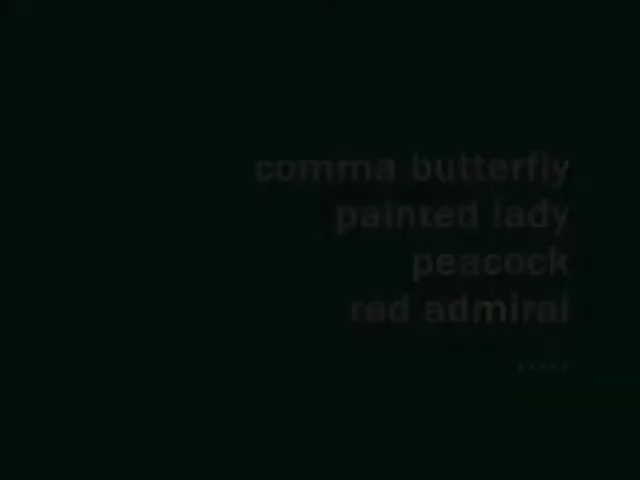 comma butterfly
painted lady
peacock
red admiral
.....